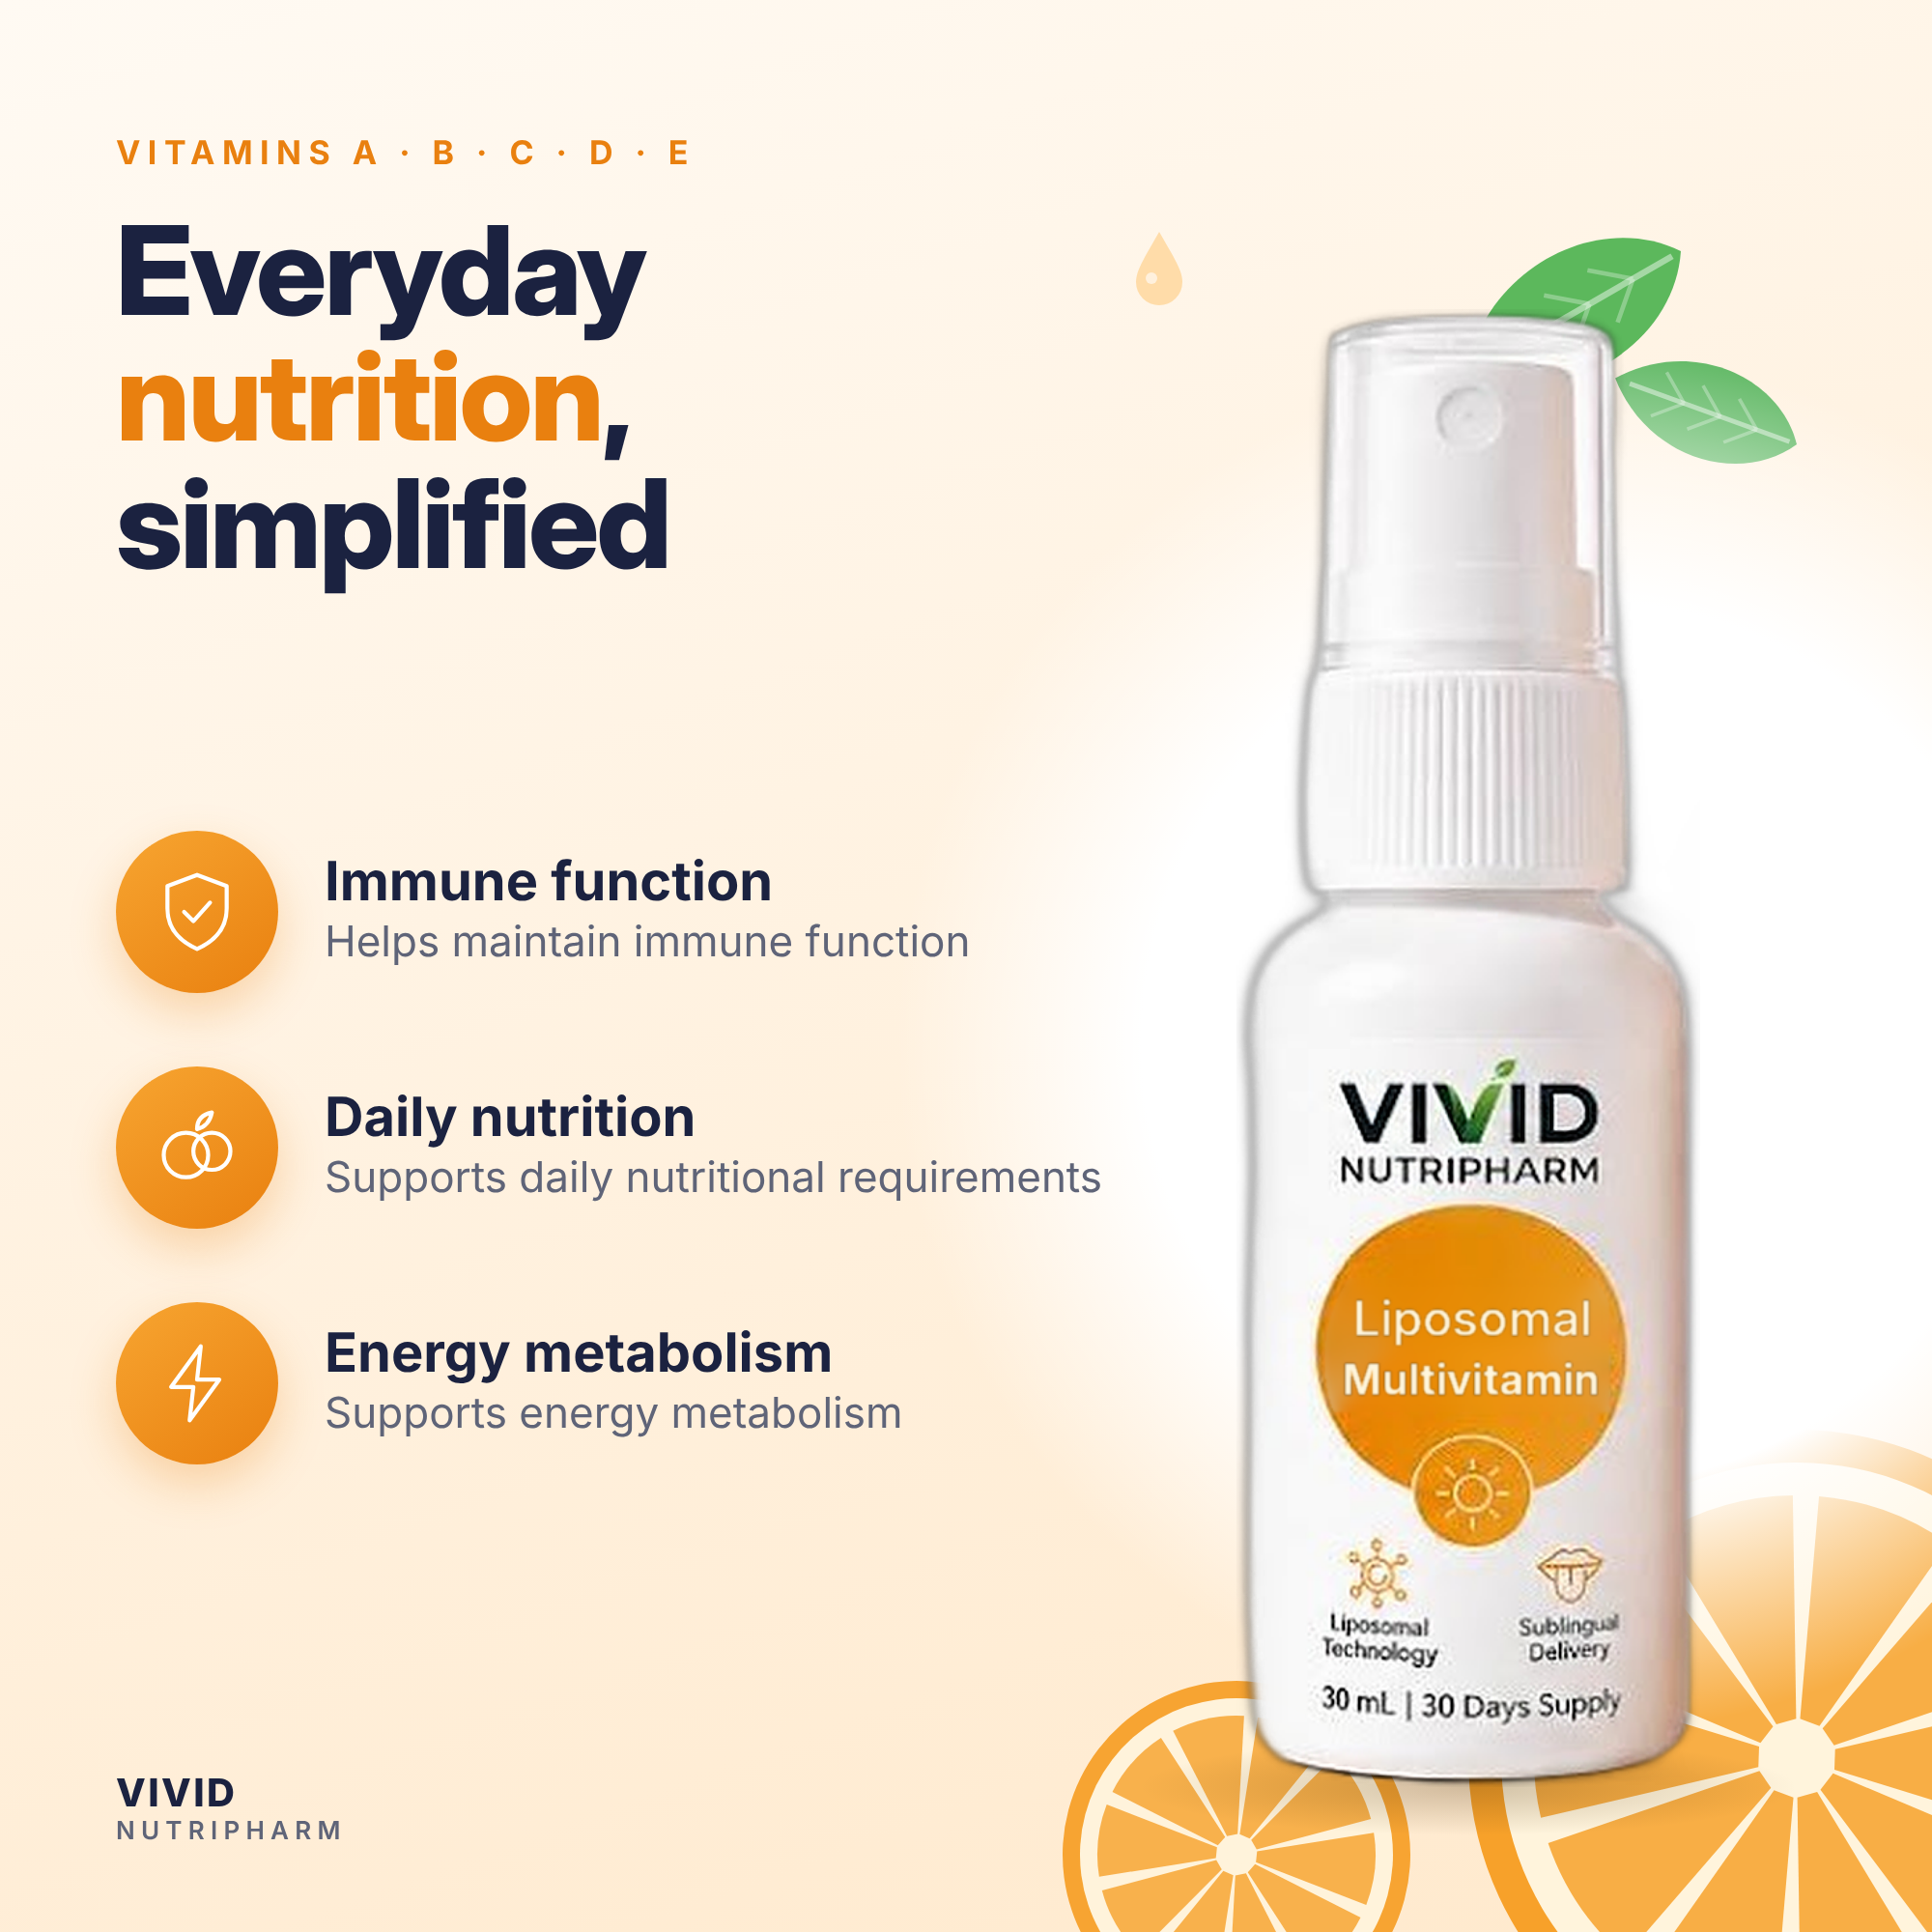 VITAMINS A · B · C · D · E
Everyday
nutrition,
simplified
Immune function
Helps maintain immune function
Daily nutrition
Supports daily nutritional requirements
Energy metabolism
Supports energy metabolism
VIVID
NUTRIPHARM
VIVID
NUTRIPHARM
Liposomal
Multivitamin
Liposomal
Technology
Sublingual
Delivery
30 mL | 30 Days Supply